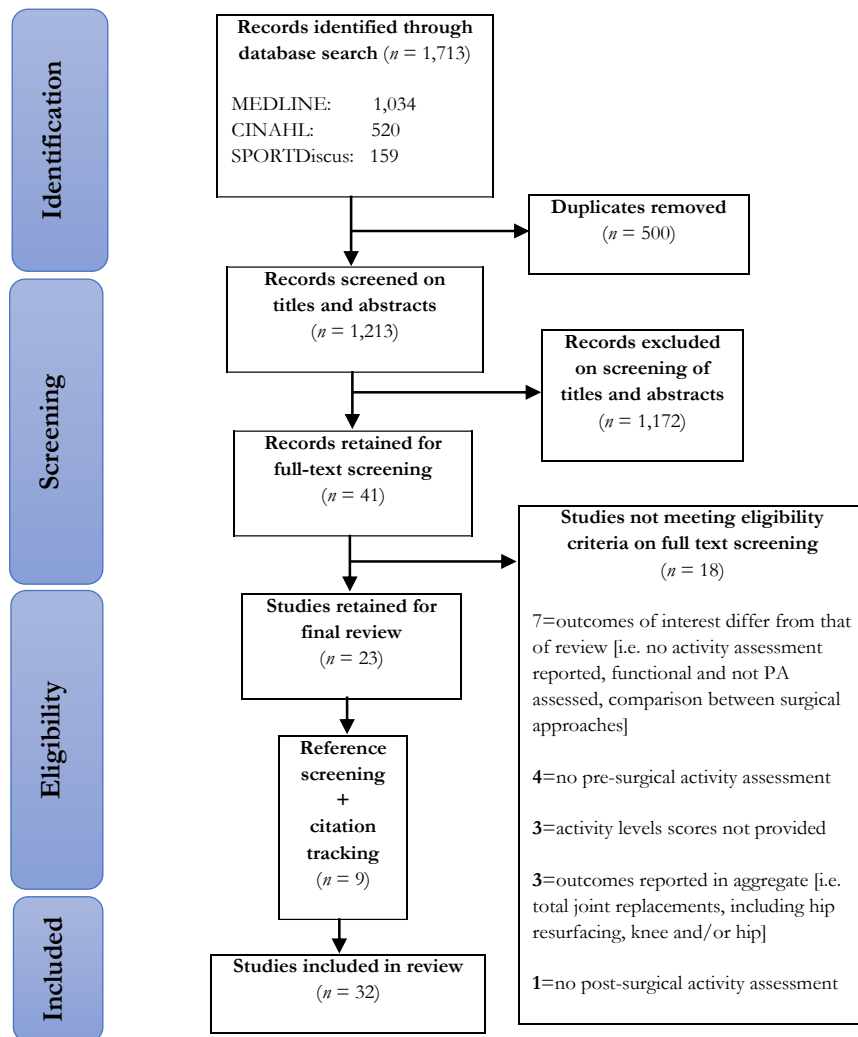 Identification
Records identified through
database search (n = 1,713)
MEDLINE: 1,034
CINAHL: 520
SPORTDiscus: 159
Duplicates removed
(n = 500)
Screening
Records screened on
titles and abstracts
(n = 1,213)
Records excluded
on screening of
titles and abstracts
(n = 1,172)
Records retained for
full-text screening
(n = 41)
Studies not meeting eligibility
criteria on full text screening
(n = 18)
7=outcomes of interest differ from that
of review [i.e. no activity assessment
reported, functional and not PA
assessed, comparison between surgical
approaches]
4=no pre-surgical activity assessment
3=activity levels scores not provided
3=outcomes reported in aggregate [i.e.
total joint replacements, including hip
resurfacing, knee and/or hip]
1=no post-surgical activity assessment
Eligibility
Studies retained for
final review
(n = 23)
Reference
screening
+
citation
tracking
(n = 9)
Included
Studies included in review
(n = 32)